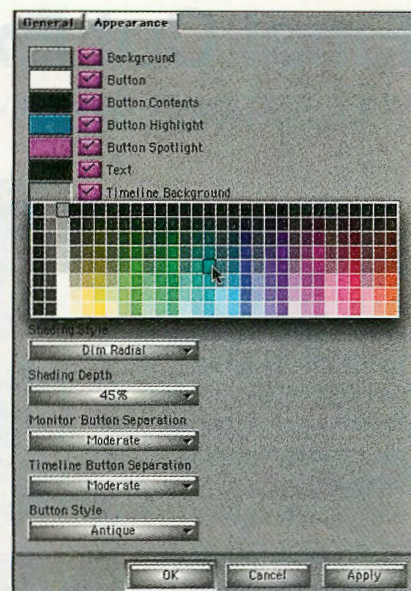 General Appearance
Background
Button
Button Contents
Button Highlight
Button Spotlight
Text
Timeline Background
Shading Style
Dim Radial
Shading Depth
45%
Monitor Button Separation
Moderate
Timeline Button Separation
Moderate
Button Style
Antique
OK Cancel Apply